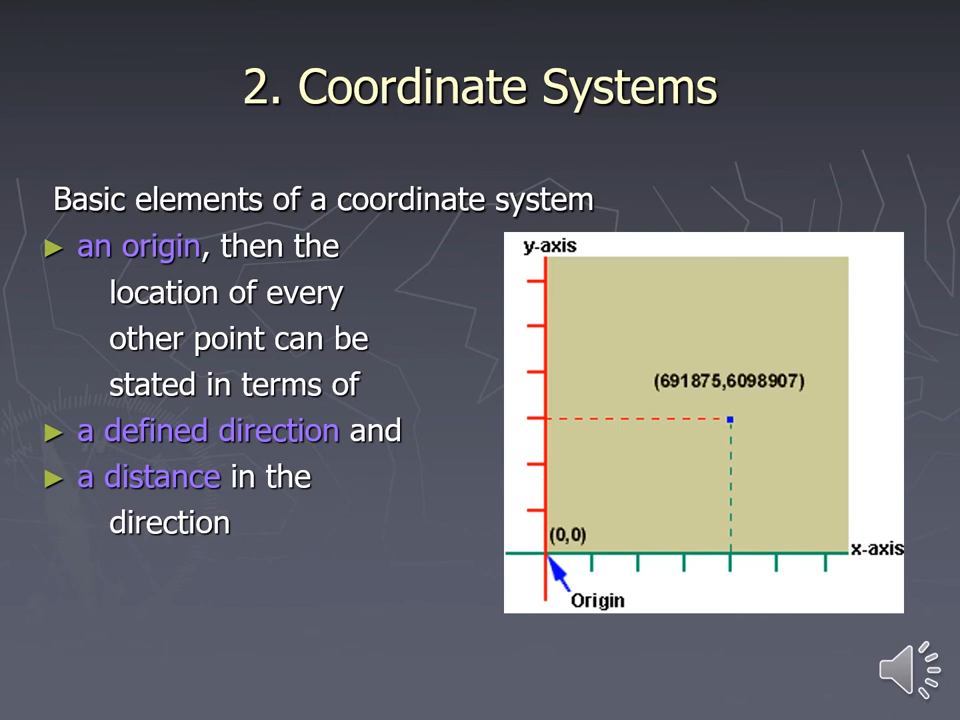 2. Coordinate Systems
Basic elements of a coordinate system
► an origin, then the
location of every
other point can be
stated in terms of
► a defined direction and
► a distance in the
direction
y-axis
(691875,6098907)
(0,0)
x-axis
Origin